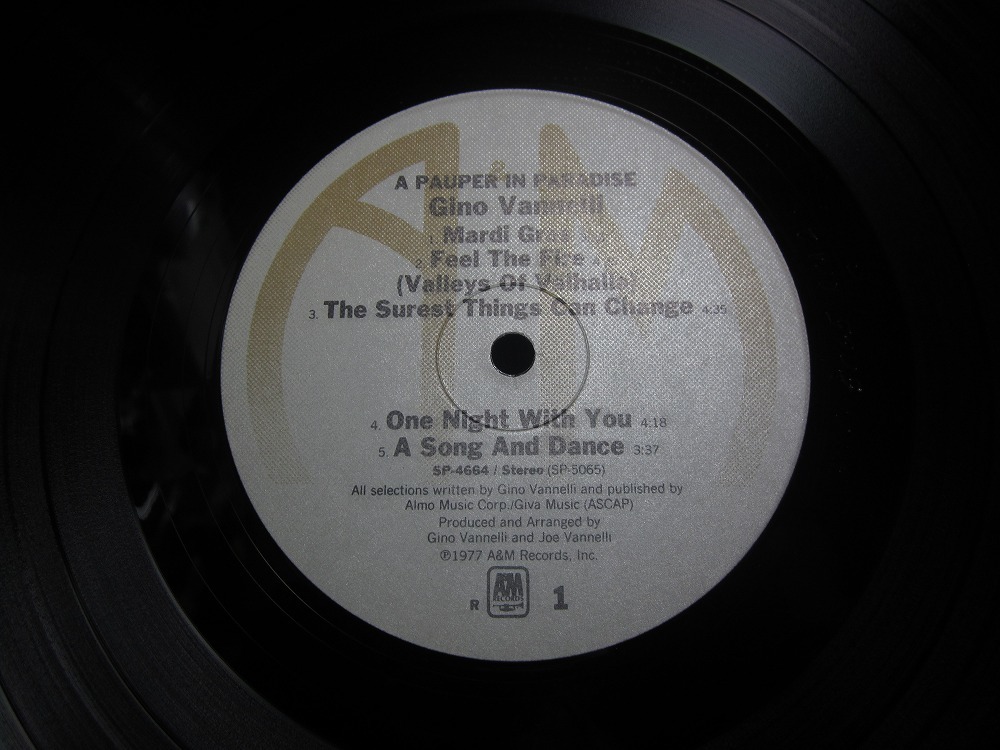 A PAUPER IN PARADISE
Gino Vannelli
1. Mardi Gras
2. Feel The Fire
(Valleys Of Valhalla)
3. The Surest Things Can Change 4:35
4. One Night With You 4:18
5. A Song And Dance 3:37
SP-4664 / Stereo (SP-5065)
All selections written by Gino Vannelli and published by
Almo Music Corp./Giva Music (ASCAP)
Produced and Arranged by
Gino Vannelli and Joe Vannelli
℗1977 A&M Records, Inc.
R A&M RECORDS 1